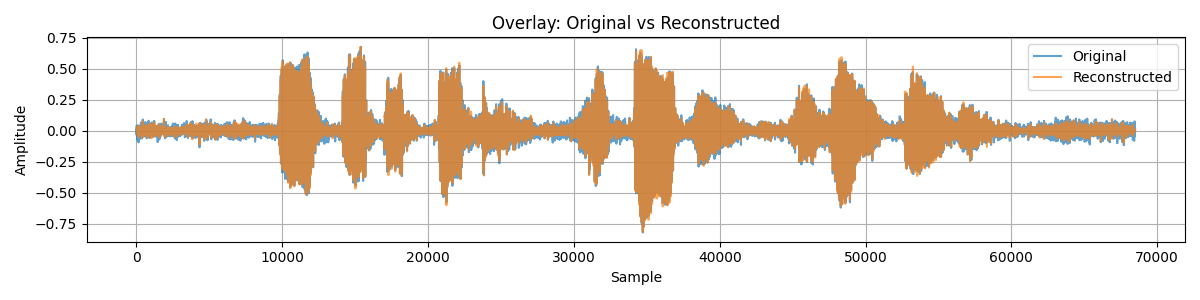 Overlay: Original vs Reconstructed
Amplitude
0.75
0.50
0.25
0.00
−0.25
−0.50
−0.75
Original
Reconstructed
0 10000 20000 30000 40000 50000 60000 70000
Sample